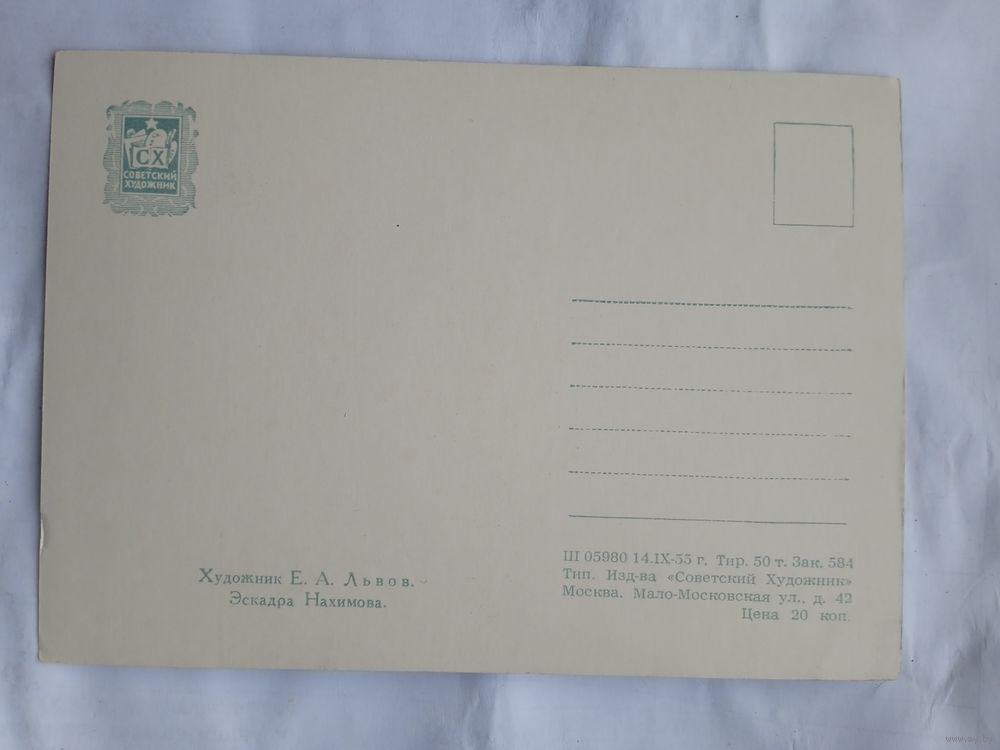 СХ
СОВЕТСКИЙ
ХУДОЖНИК
Художник Е. А. Львов.
Эскадра Нахимова.
Ш 05980 14.IX-55 г. Тир. 50 т. Зак. 584
Тип. Изд-ва «Советский Художник»
Москва. Мало-Московская ул., д. 42
Цена 20 коп.